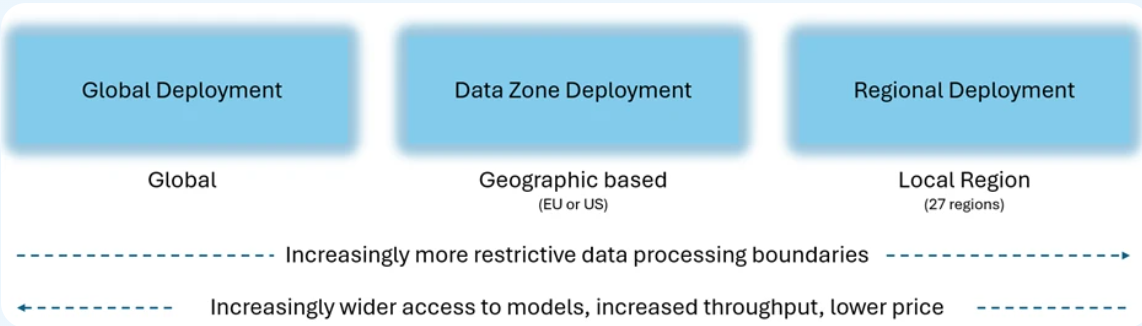 Global Deployment
Data Zone Deployment
Regional Deployment
Global
Geographic based
(EU or US)
Local Region
(27 regions)
Increasingly more restrictive data processing boundaries
Increasingly wider access to models, increased throughput, lower price